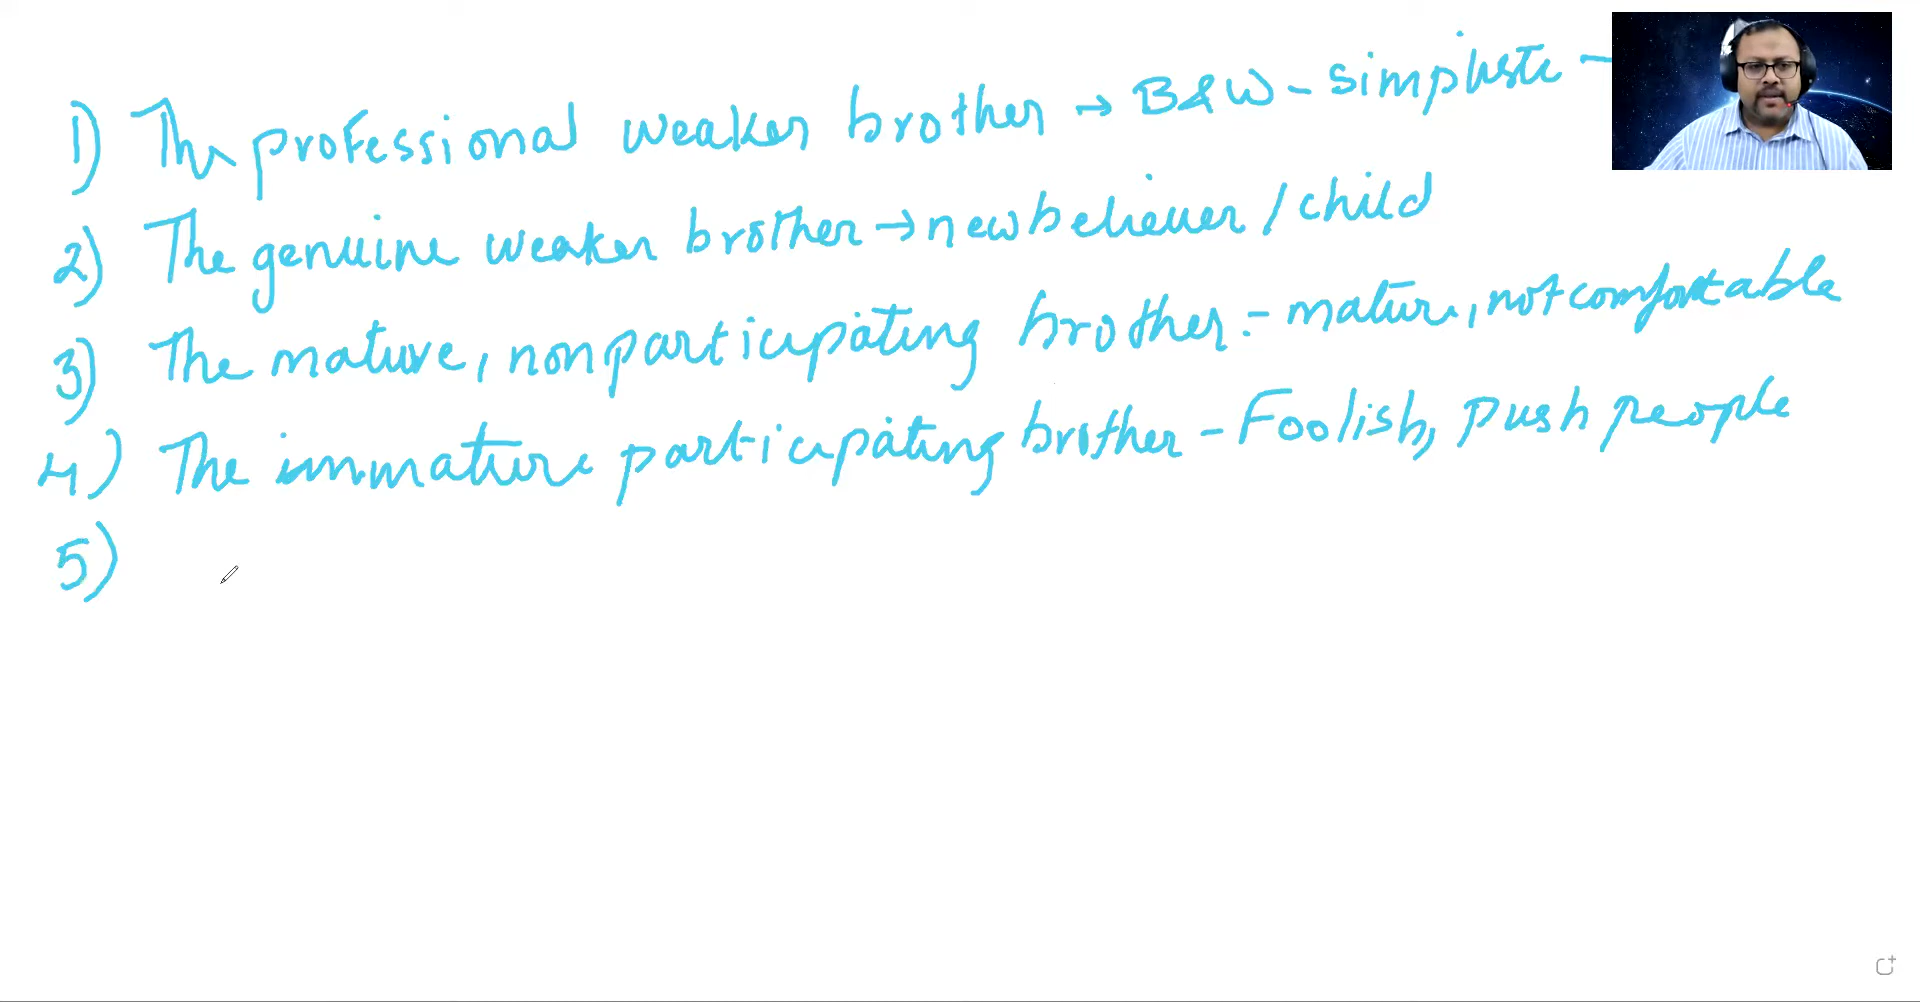 1) The professional weaker brother → B&W - simpliste -
2) The genuine weaker brother → new believer / child
3) The mature, nonparticipating brother :- mature, not comfortable
4) The immature participating brother - Foolish, push people
5)